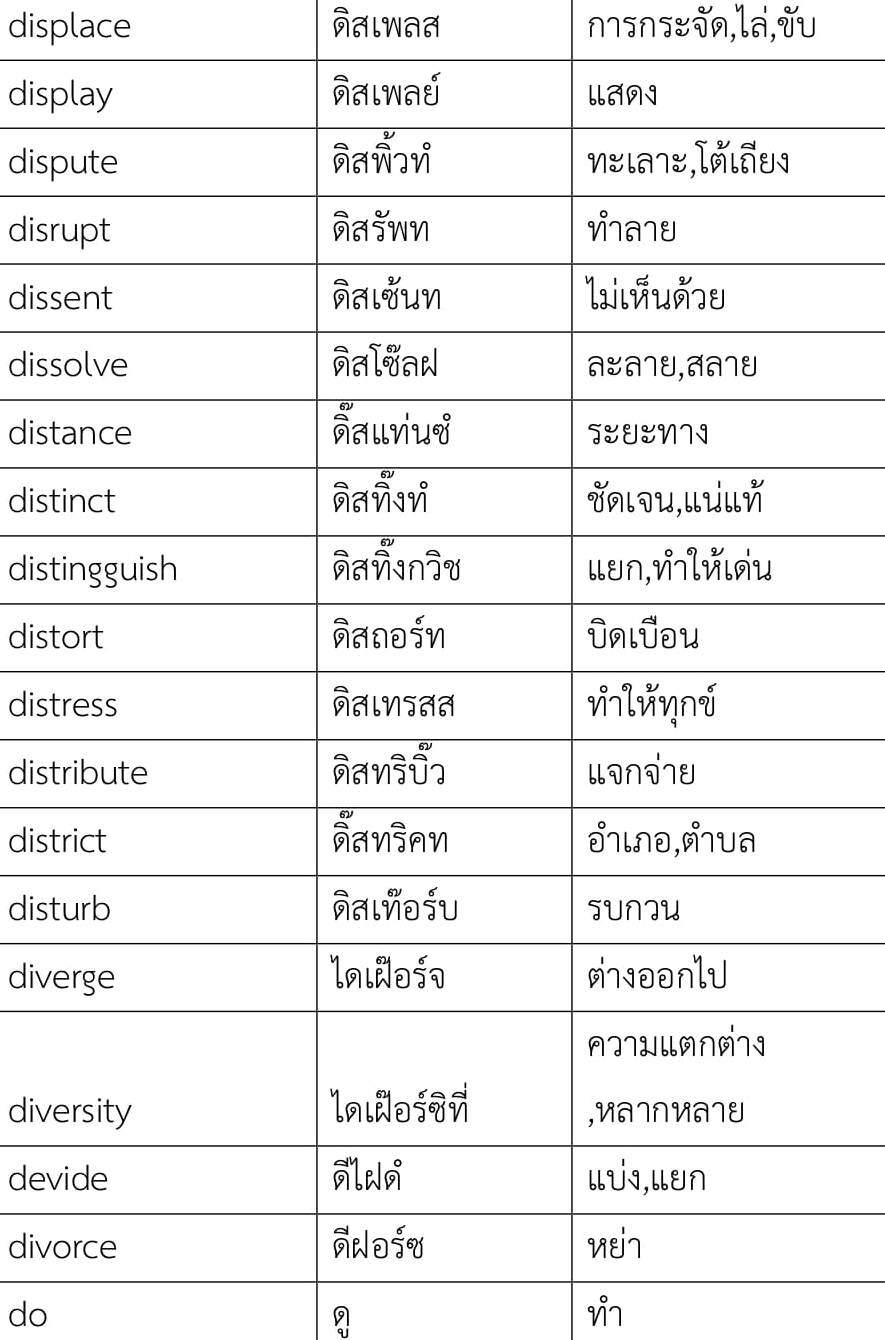 displace ดิสเพลส การกระจัด,ไล่,ขับ
display ดิสเพลย์ แสดง
dispute ดิสพิ้วทํ ทะเลาะ,โต้เถียง
disrupt ดิสรัพท ทำลาย
dissent ดิสเซ้นท ไม่เห็นด้วย
dissolve ดิสโซ๊ลฝ ละลาย,สลาย
distance ดิ๊สแท่นซํ ระยะทาง
distinct ดิสทิ๊งทํ ชัดเจน,แน่แท้
distingguish ดิสทิ๊งกวิช แยก,ทำให้เด่น
distort ดิสถอร์ท บิดเบือน
distress ดิสเทรสส ทำให้ทุกข์
distribute ดิสทริบิ๊ว แจกจ่าย
district ดิ๊สทริคท อำเภอ,ตำบล
disturb ดิสเท๊อร์บ รบกวน
diverge ไดเฝ๊อร์จ ต่างออกไป
ความแตกต่าง
diversity ไดเฝ๊อร์ซิที่ ,หลากหลาย
devide ดีไฝดํ แบ่ง,แยก
divorce ดีฝอร์ซ หย่า
do ดู ทำ